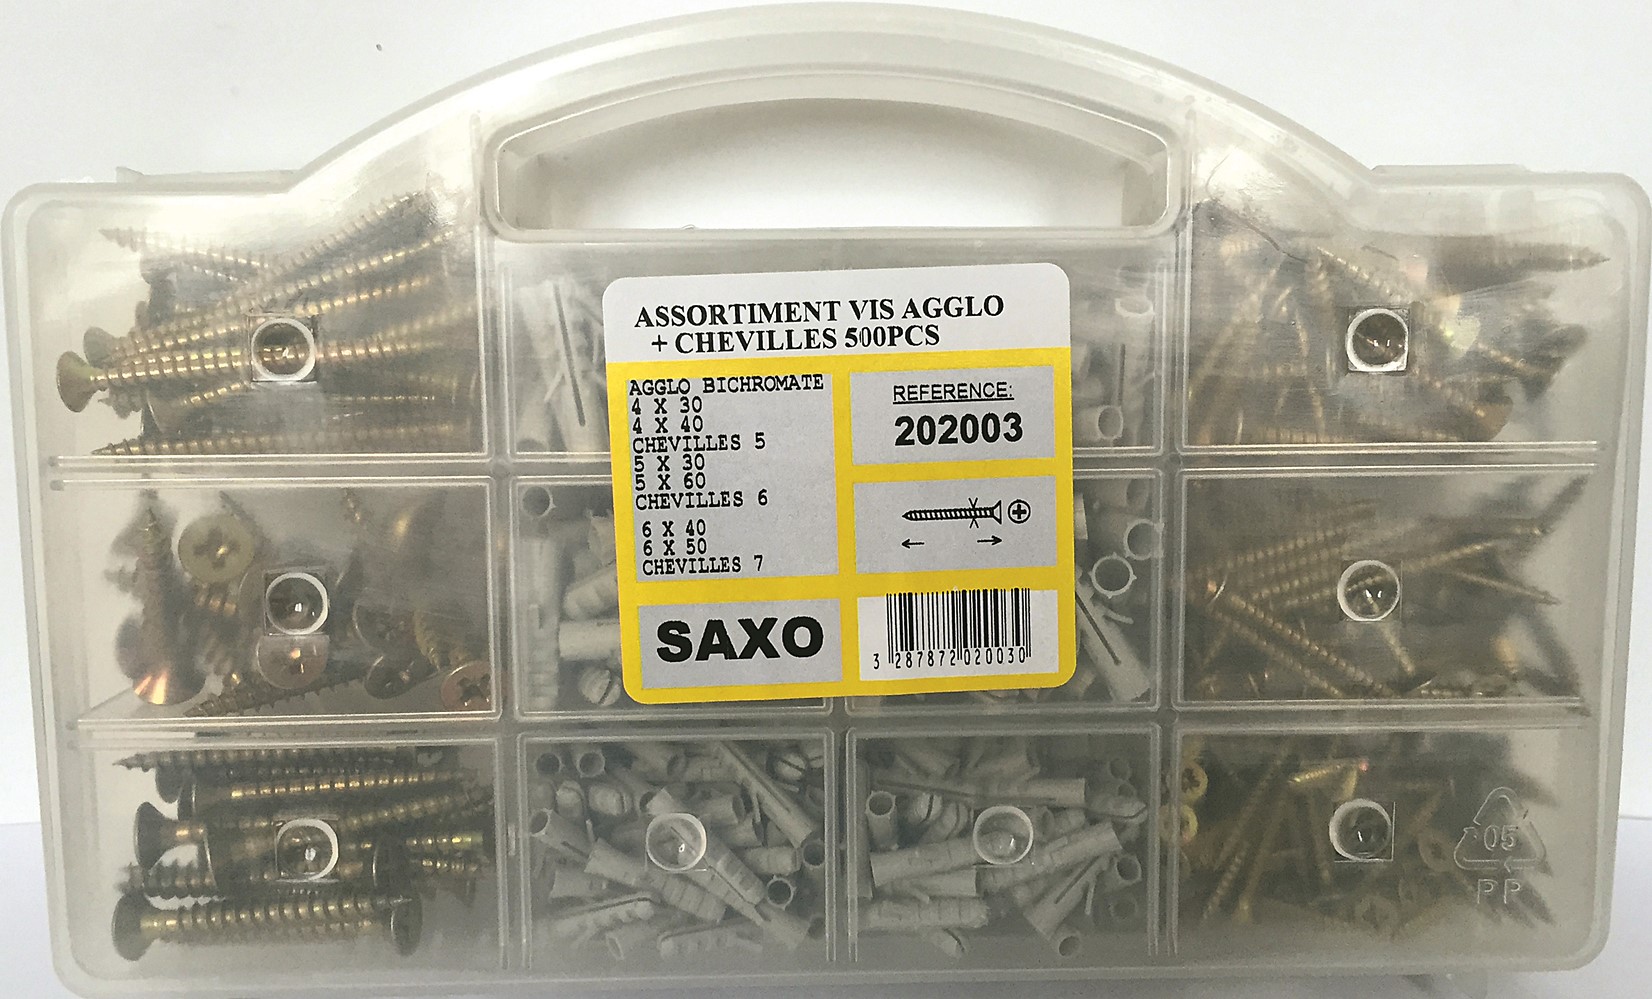 ASSORTIMENT VIS AGGLO
+ CHEVILLES 500PCS
AGGLO BICHROMATE
4 X 30
4 X 40
CHEVILLES 5
5 X 30
5 X 60
CHEVILLES 6
6 X 40
6 X 50
CHEVILLES 7
REFERENCE:
202003
SAXO
3 287872 020030
05
PP